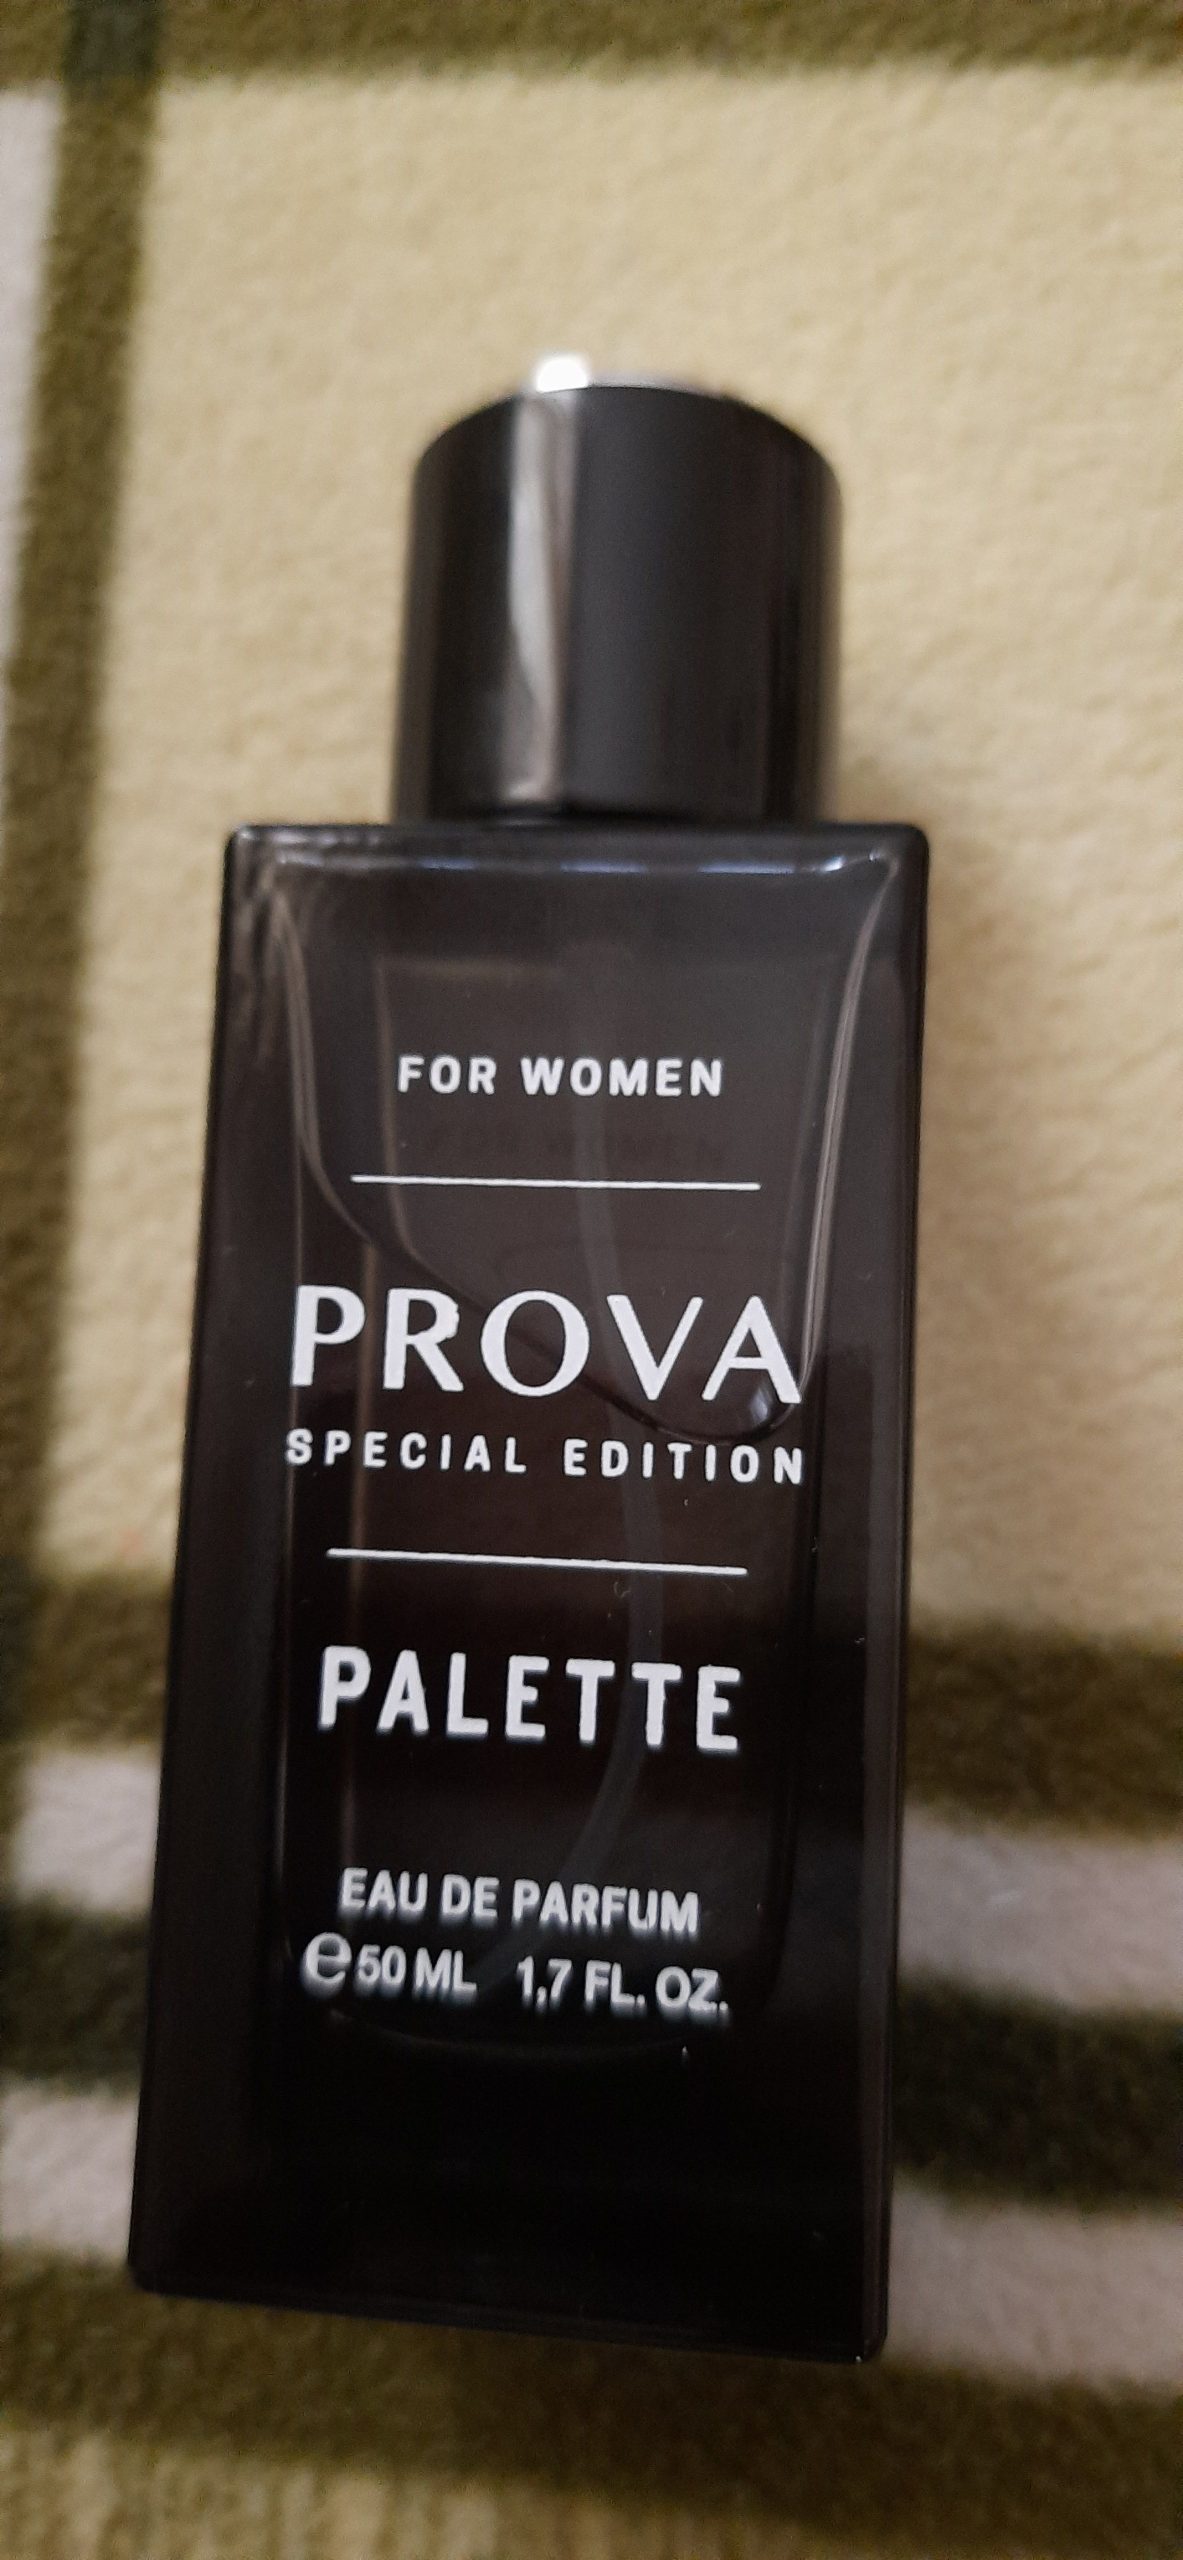 FOR WOMEN
PROVA
SPECIAL EDITION
PALETTE
EAU DE PARFUM
℮50 ML 1,7 FL. OZ.